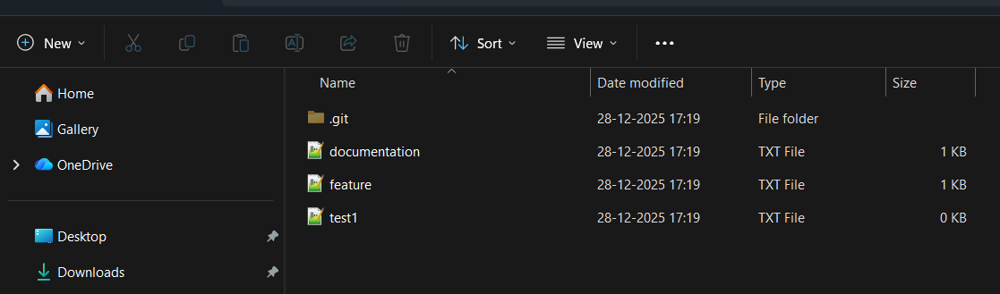 New Sort View
Name Date modified Type Size
Home
Gallery
OneDrive
Desktop
Downloads
.git 28-12-2025 17:19 File folder
documentation 28-12-2025 17:19 TXT File 1 KB
feature 28-12-2025 17:19 TXT File 1 KB
test1 28-12-2025 17:19 TXT File 0 KB